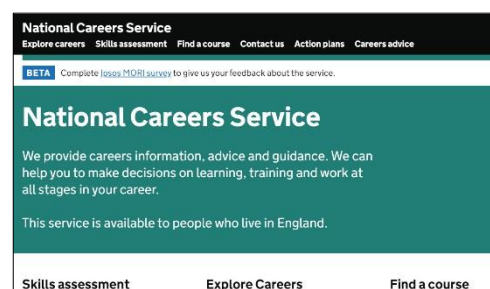 National Careers Service
Explore careers Skills assessment Find a course Contact us Action plans Careers advice
BETA Complete Ipsos MORI survey to give us your feedback about the service.
National Careers Service
We provide careers information, advice and guidance. We can
help you to make decisions on learning, training and work at
all stages in your career.
This service is available to people who live in England.
Skills assessment Explore Careers Find a course